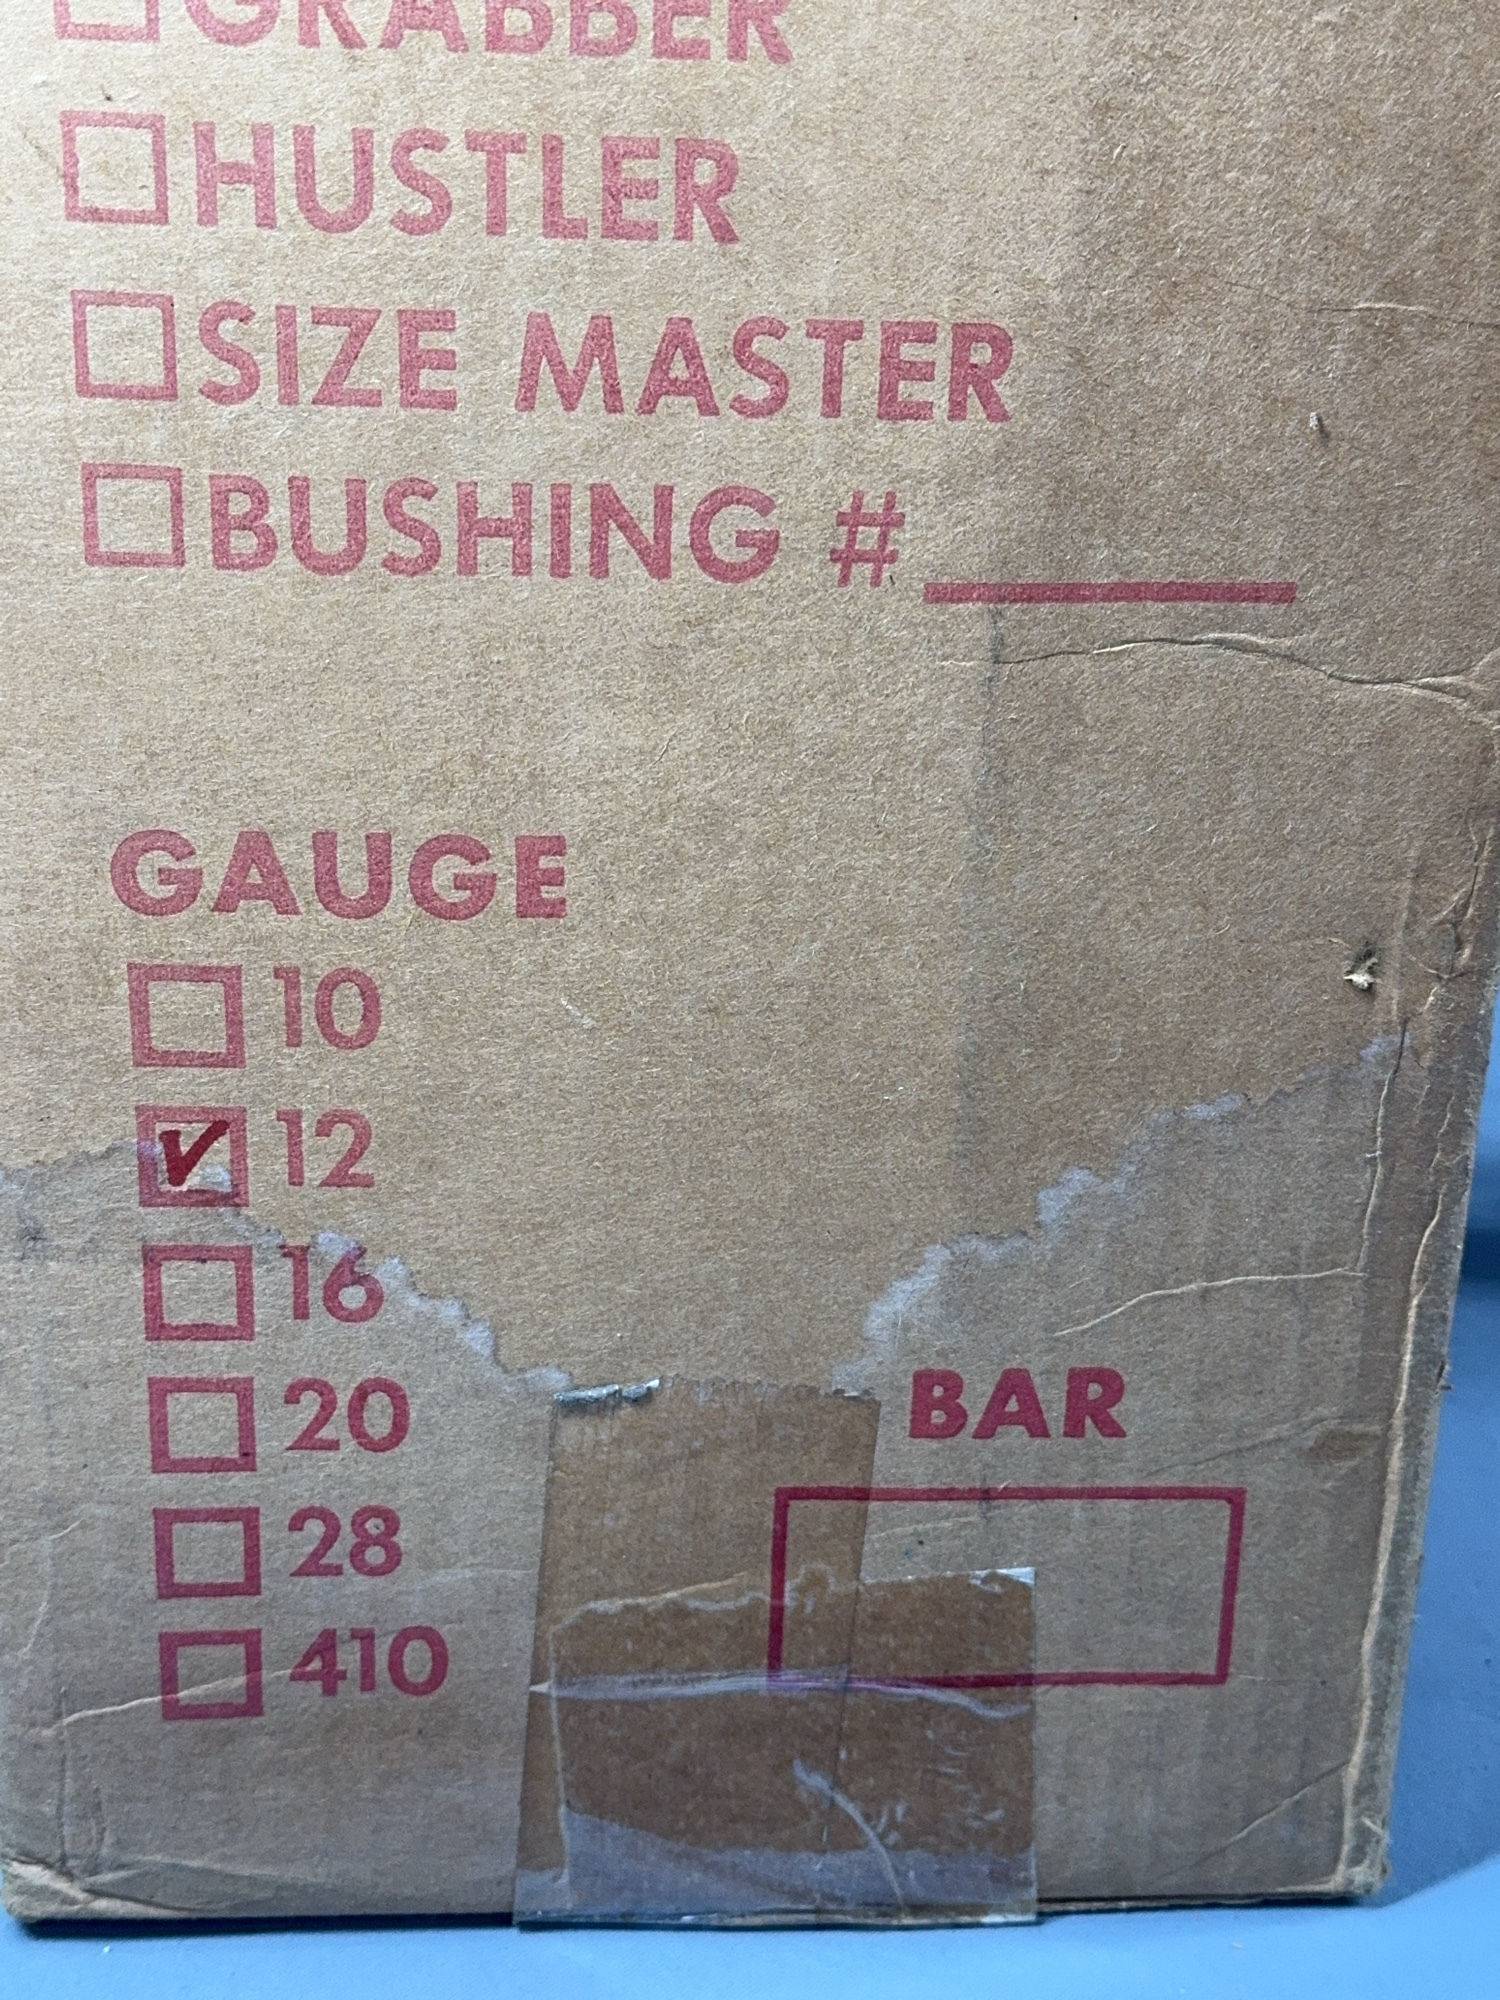 GRABBER
HUSTLER
SIZE MASTER
BUSHING #
GAUGE
10
12
16
20
28
410
BAR